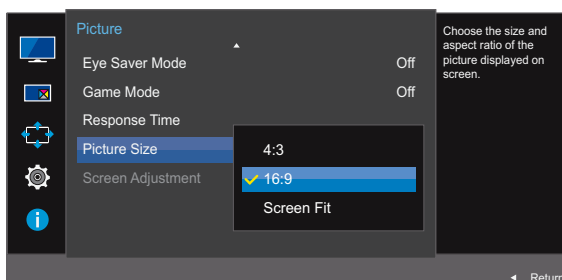 Picture
Eye Saver Mode Off
Game Mode Off
Response Time
Picture Size
Screen Adjustment
4:3
16:9
Screen Fit
Choose the size and
aspect ratio of the
picture displayed on
screen.
Return